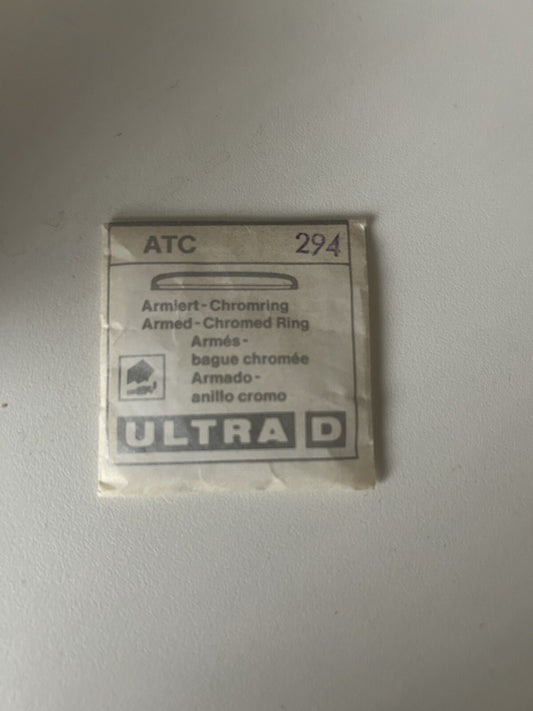 ATC 294
Armiert-Chromring
Armed-Chromed Ring
Armés-
bague chromée
Armado-
anillo cromo
ULTRA D